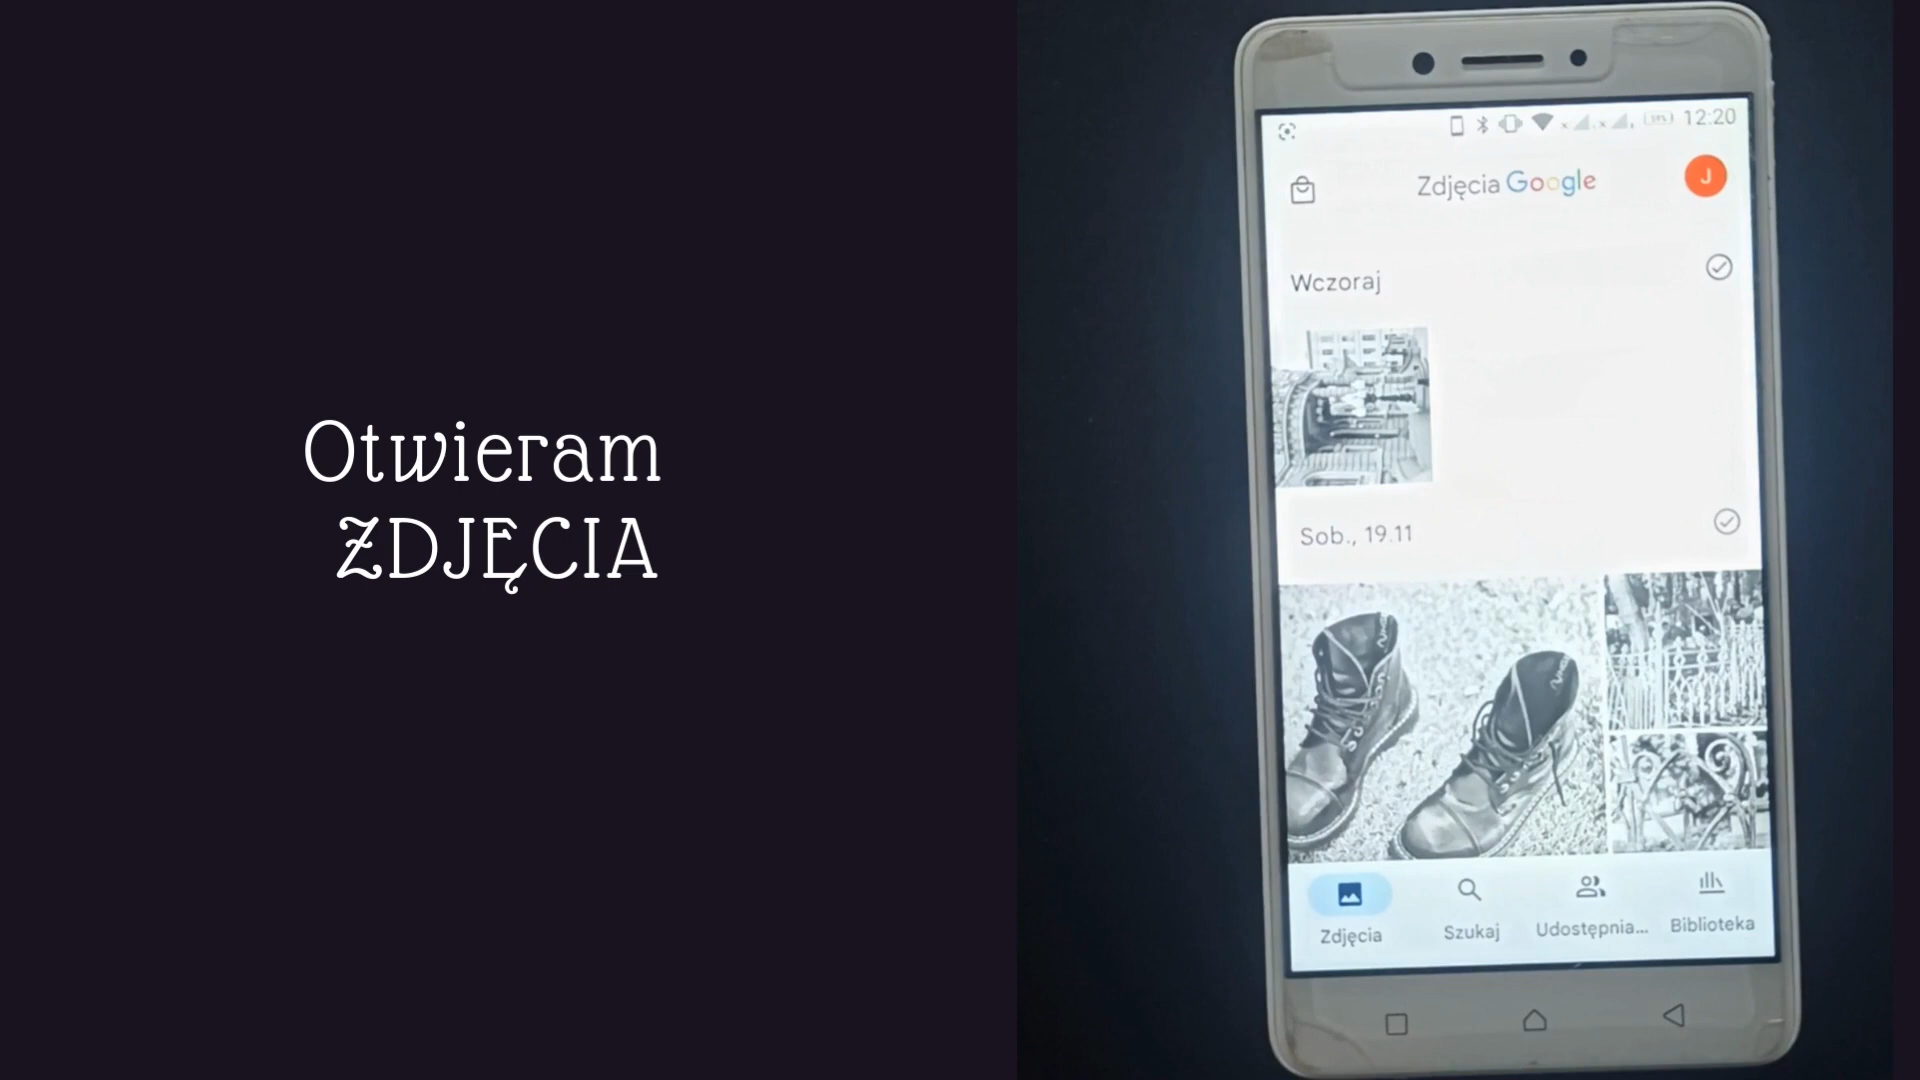 Otwieram
ZDJĘCIA
12:20
Zdjęcia Google
J
Wczoraj
Sob., 19.11
Zdjęcia
Szukaj
Udostępnia...
Biblioteka